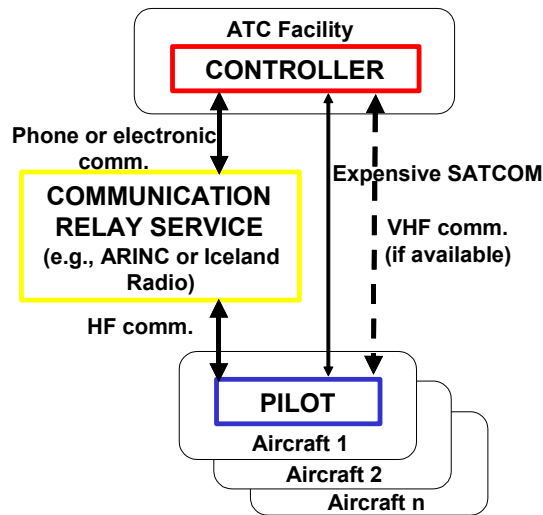 ATC Facility
CONTROLLER
Phone or electronic
comm.
Expensive SATCOM
COMMUNICATION
RELAY SERVICE
(e.g., ARINC or Iceland
Radio)
VHF comm.
(if available)
HF comm.
PILOT
Aircraft 1
Aircraft 2
Aircraft n